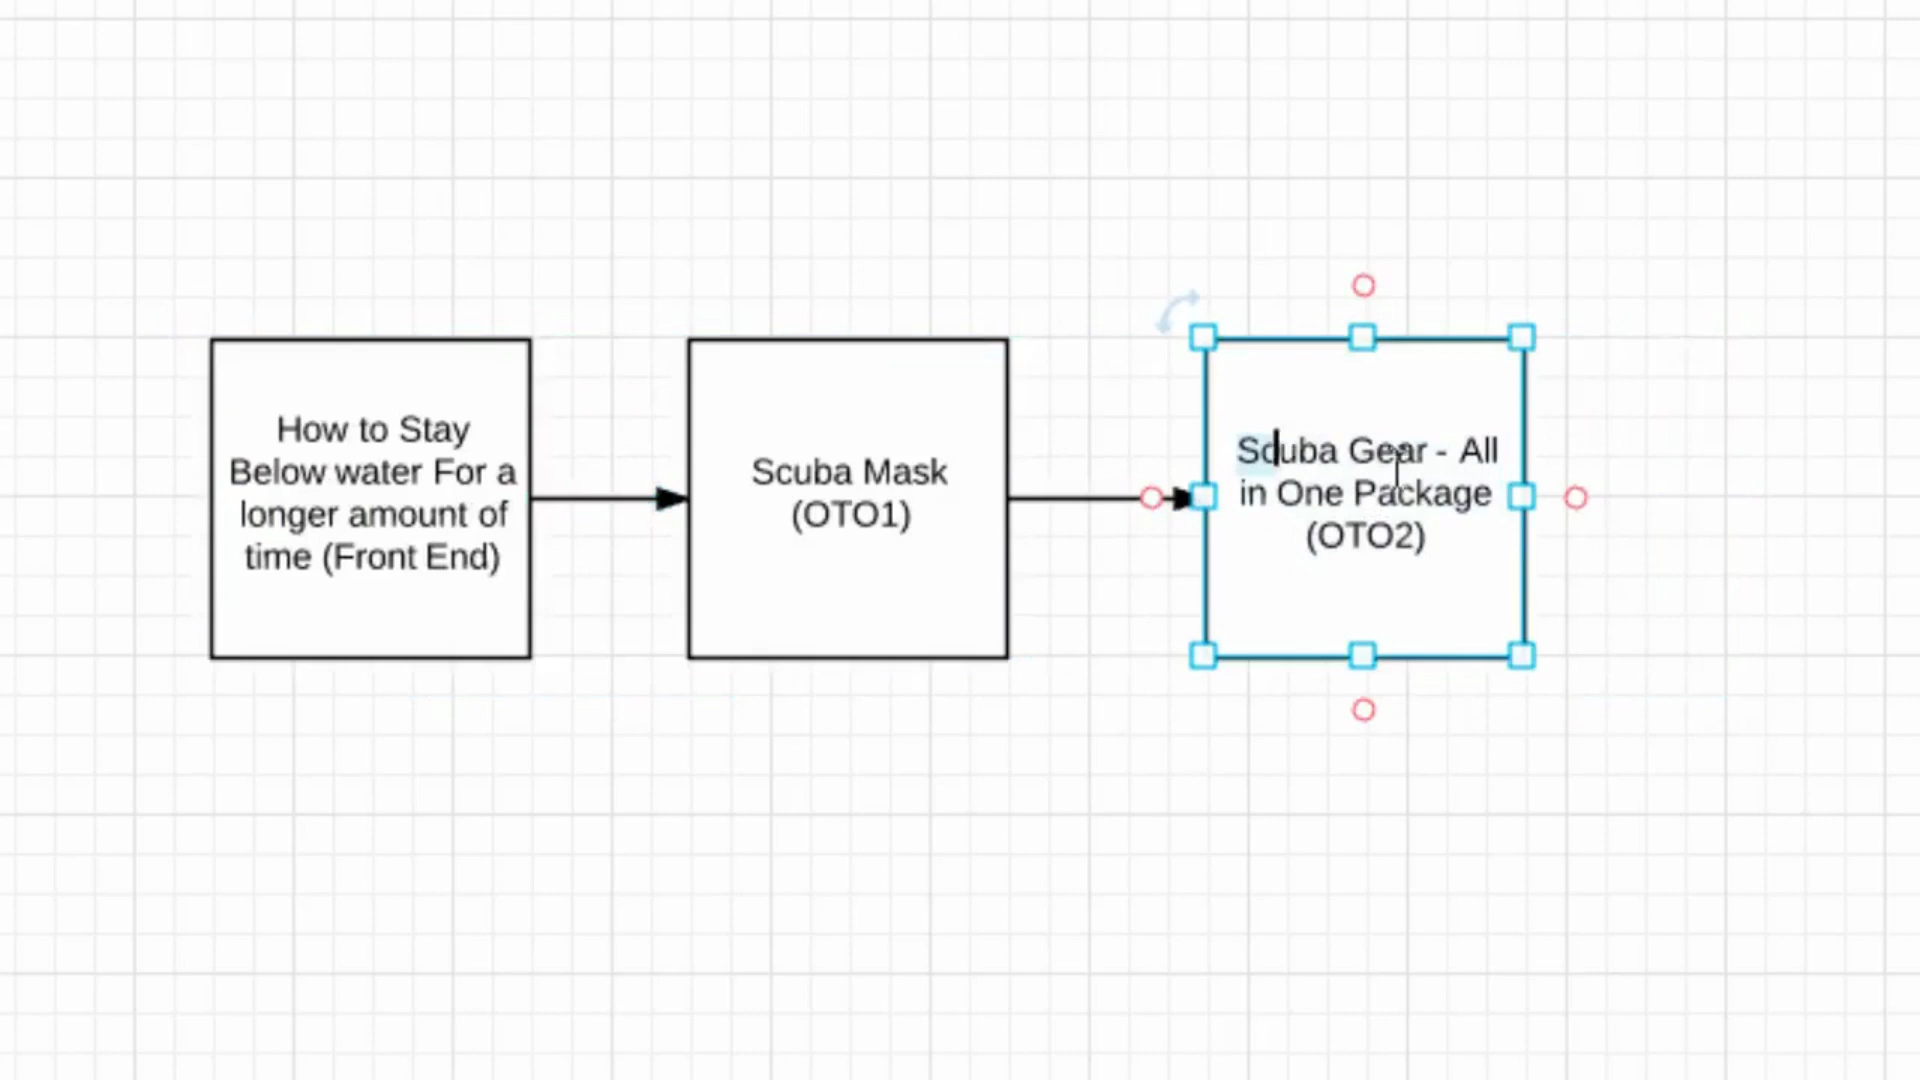 How to Stay
Below water For a
longer amount of
time (Front End)
Scuba Mask
(OTO1)
Scuba Gear - All
in One Package
(OTO2)